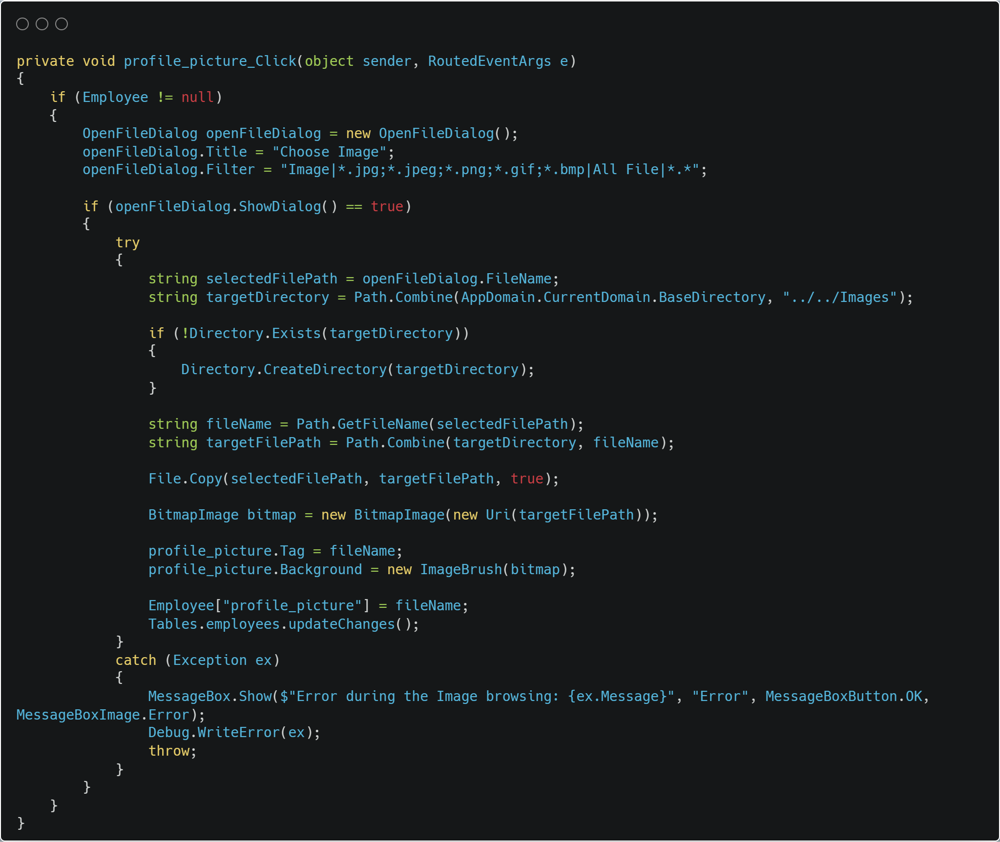 private void profile_picture_Click(object sender, RoutedEventArgs e)
{
    if (Employee != null)
    {
        OpenFileDialog openFileDialog = new OpenFileDialog();
        openFileDialog.Title = "Choose Image";
        openFileDialog.Filter = "Image|*.jpg;*.jpeg;*.png;*.gif;*.bmp|All File|*.*";

        if (openFileDialog.ShowDialog() == true)
        {
            try
            {
                string selectedFilePath = openFileDialog.FileName;
                string targetDirectory = Path.Combine(AppDomain.CurrentDomain.BaseDirectory, "../../Images");

                if (!Directory.Exists(targetDirectory))
                {
                    Directory.CreateDirectory(targetDirectory);
                }

                string fileName = Path.GetFileName(selectedFilePath);
                string targetFilePath = Path.Combine(targetDirectory, fileName);

                File.Copy(selectedFilePath, targetFilePath, true);

                BitmapImage bitmap = new BitmapImage(new Uri(targetFilePath));

                profile_picture.Tag = fileName;
                profile_picture.Background = new ImageBrush(bitmap);

                Employee["profile_picture"] = fileName;
                Tables.employees.updateChanges();
            }
            catch (Exception ex)
            {
                MessageBox.Show($"Error during the Image browsing: {ex.Message}", "Error", MessageBoxButton.OK,
MessageBoxImage.Error);
                Debug.WriteError(ex);
                throw;
            }
        }
    }
}